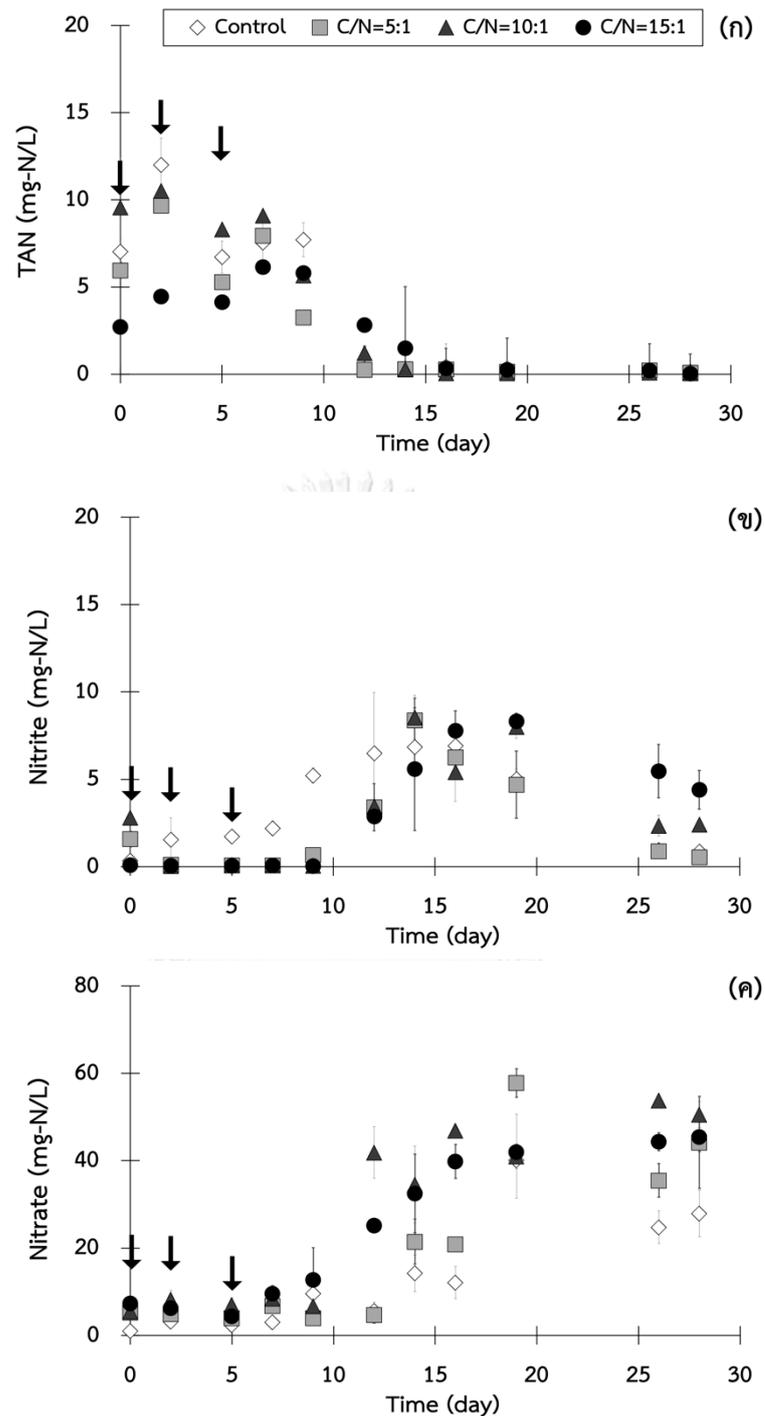 Control C/N=5:1 C/N=10:1 C/N=15:1 (ก)
20
15
10
5
0
TAN (mg-N/L)
0 5 10 15 20 25 30
Time (day)
(ข)
20
15
10
5
0
Nitrite (mg-N/L)
0 5 10 15 20 25 30
Time (day)
(ค)
80
60
40
20
0
Nitrate (mg-N/L)
0 5 10 15 20 25 30
Time (day)